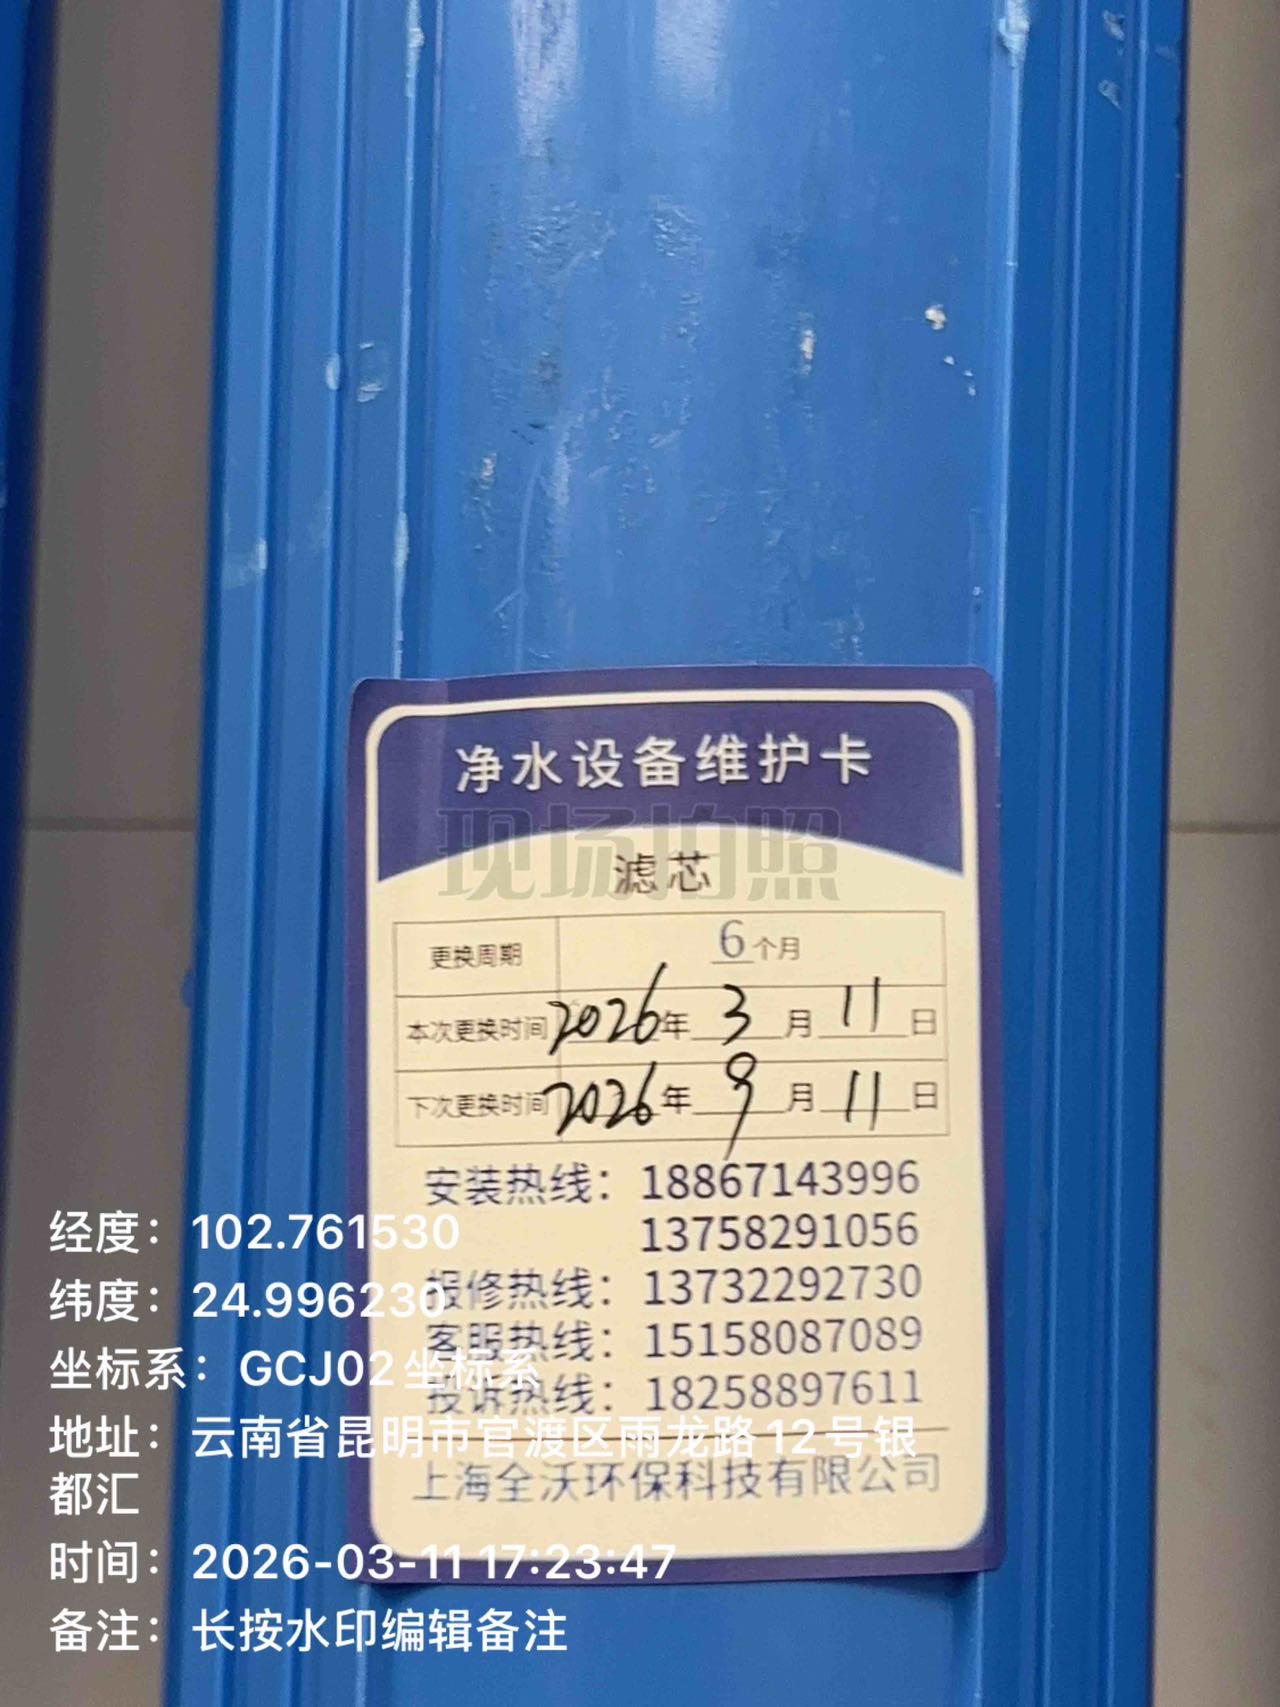 净水设备维护卡
现场拍照
滤芯
更换周期 6个月
本次更换时间 2026年3月11日
下次更换时间 2026年9月11日
安装热线：18867143996
13758291056
报修热线：13732292730
客服热线：15158087089
投诉热线：18258897611
上海全沃环保科技有限公司
经度：102.761530
纬度：24.996230
坐标系：GCJ02坐标系
地址：云南省昆明市官渡区雨龙路12号银
都汇
时间：2026-03-11 17:23:47
备注：长按水印编辑备注